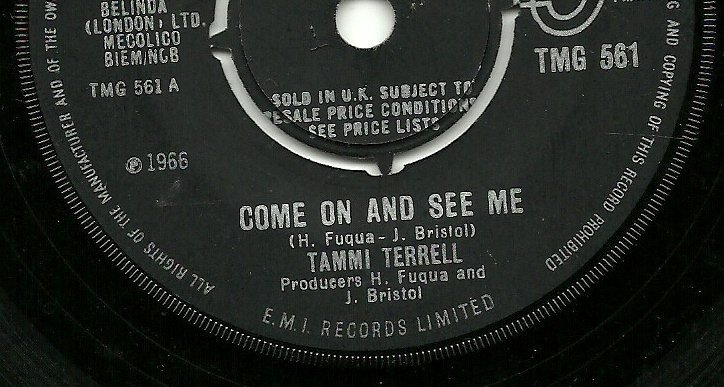 BELINDA
(LONDON) LTD.
MECOLICO
BIEM/NCB
TMG 561 A
TMG 561
SOLD IN U.K. SUBJECT TO
RESALE PRICE CONDITIONS
SEE PRICE LISTS
℗ 1966
COME ON AND SEE ME
(H. Fuqua - J. Bristol)
TAMMI TERRELL
Producers H. Fuqua and
J. Bristol
E.M.I. RECORDS LIMITED
ALL RIGHTS OF THE MANUFACTURER AND OF THE OW
G AND COPYING OF THIS RECORD PROHIBITED